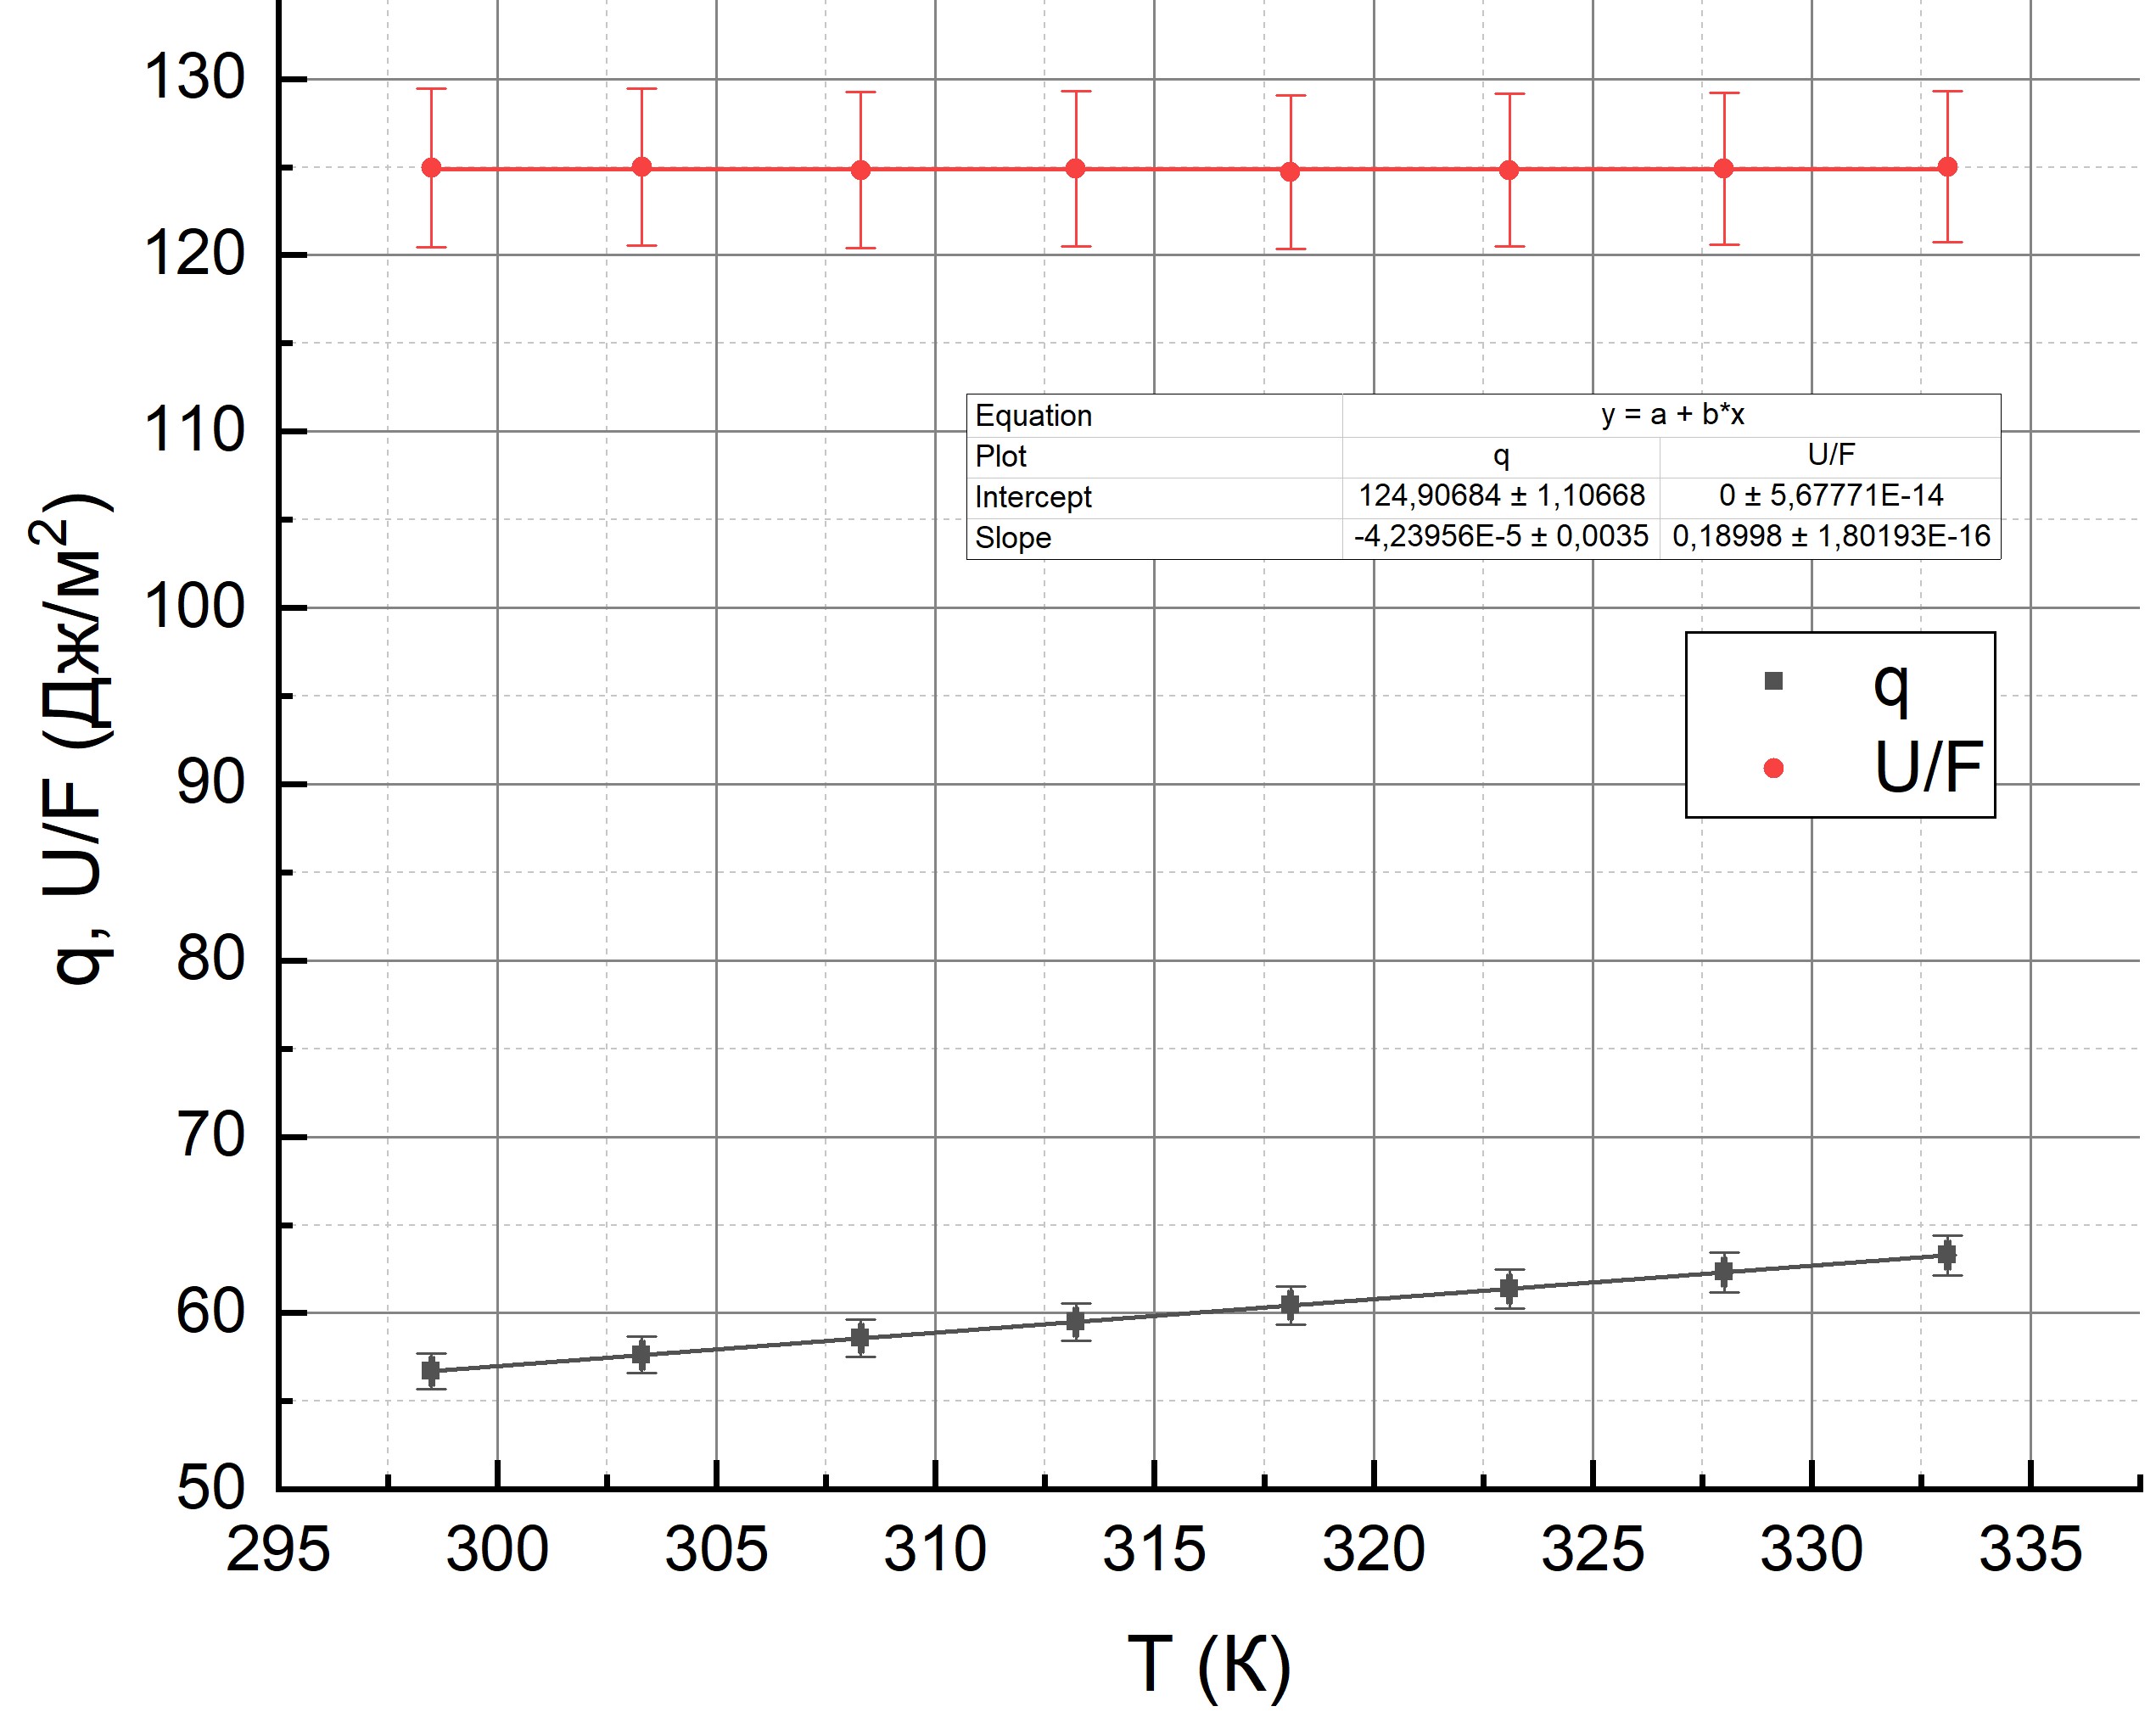 130
120
110
100
90
80
70
60
50
q, U/F (Дж/м²)
Equation y = a + b*x
Plot q U/F
Intercept 124,90684 ± 1,10668 0 ± 5,67771E-14
Slope -4,23956E-5 ± 0,0035 0,18998 ± 1,80193E-16
q
U/F
295 300 305 310 315 320 325 330 335
T (К)